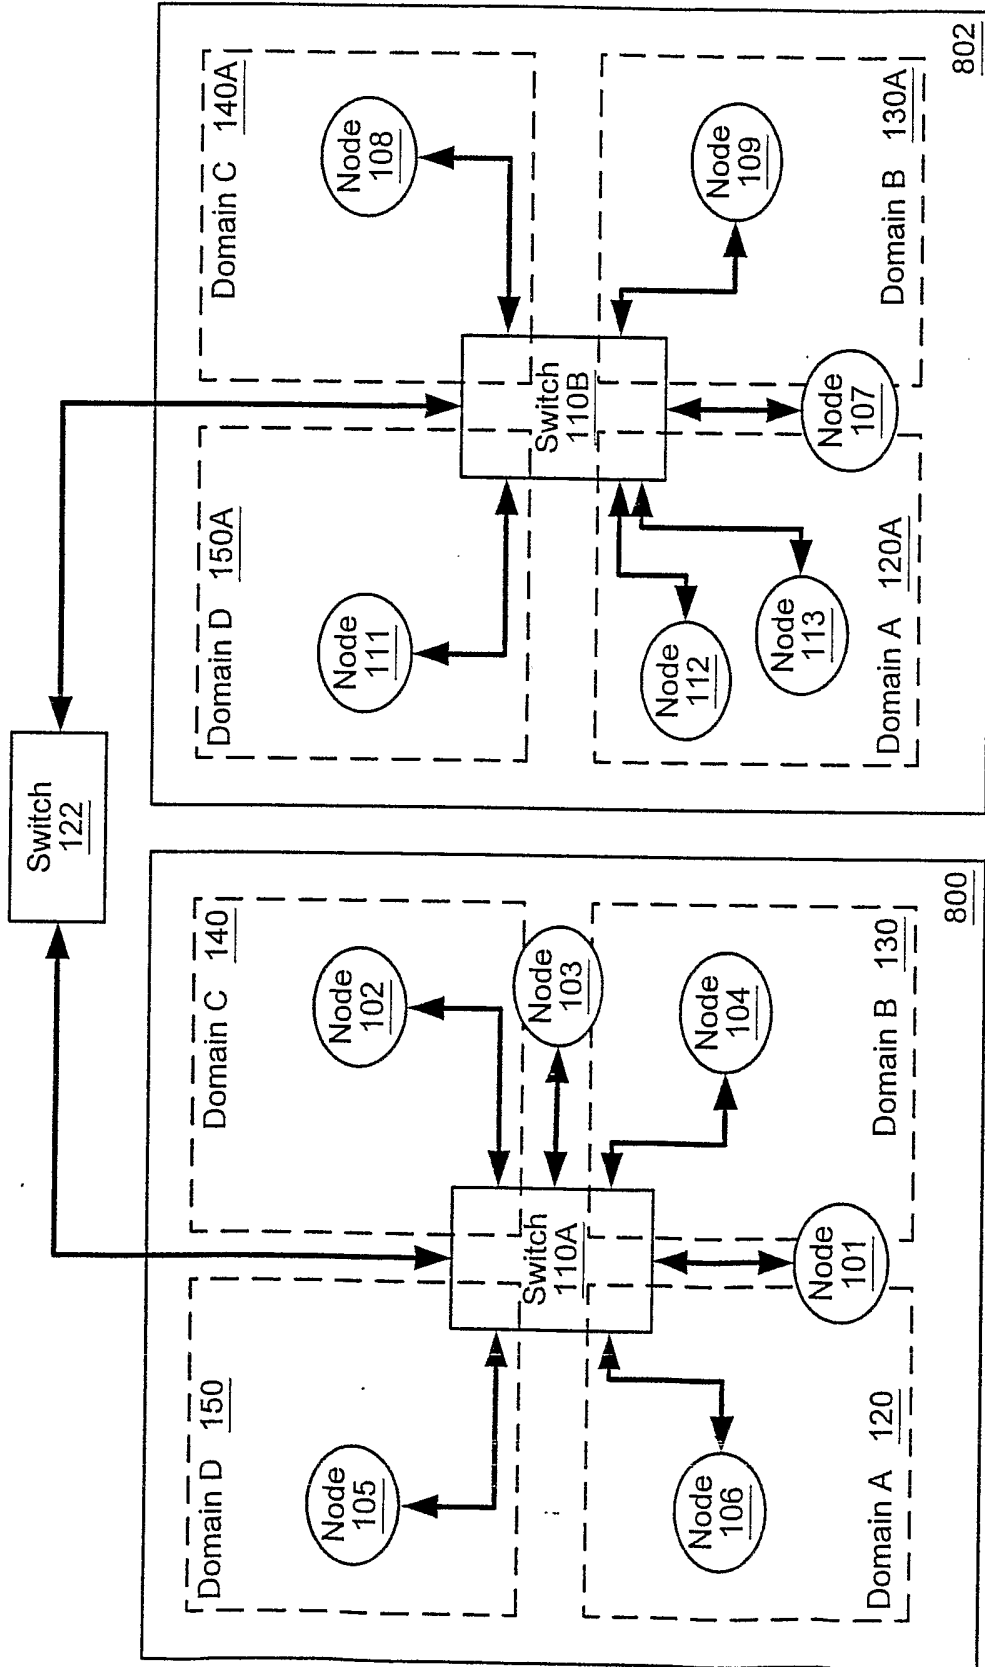 Switch
122
Domain D 150
Domain C 140
Node
105
Node
102
Switch
110A
Node
103
Node
106
Node
104
Node
101
Domain A 120
Domain B 130
800
Domain D 150A
Domain C 140A
Node
111
Node
108
Switch
110B
Node
112
Node
109
Node
113
Node
107
Domain A 120A
Domain B 130A
802